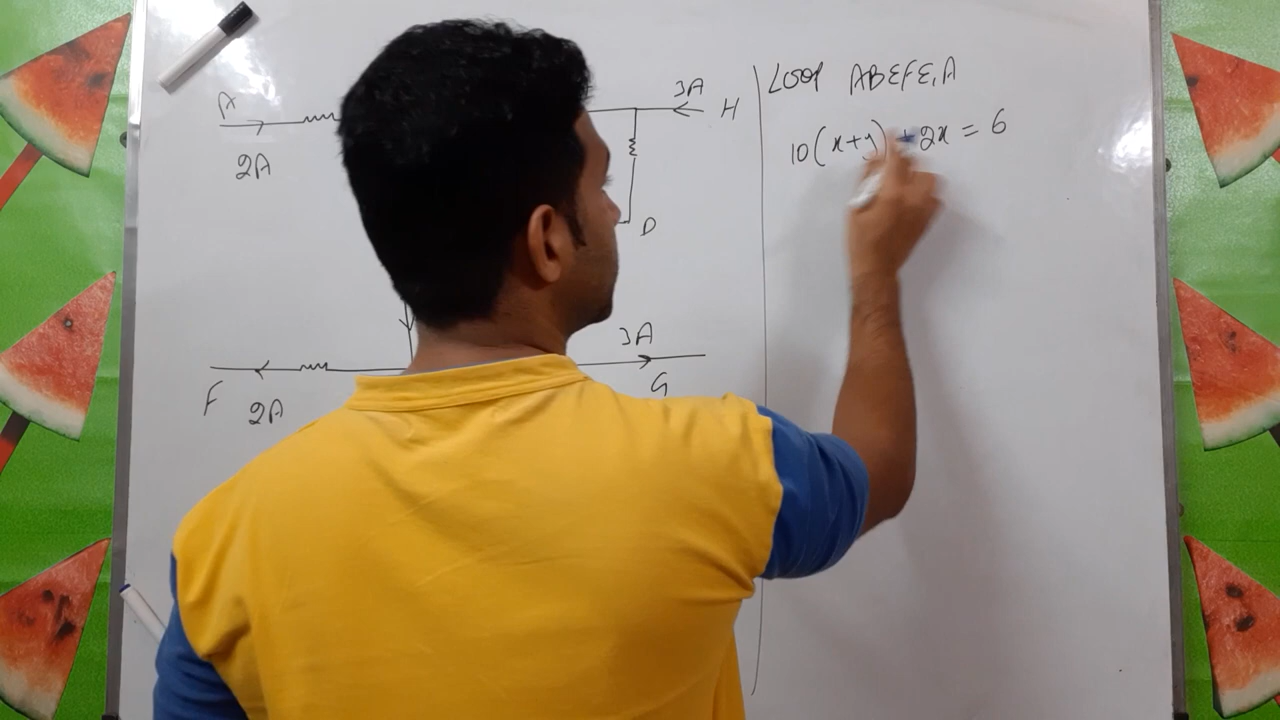 A
2A
3A
H
D
3A
F
2A
G
LOOP ABEFE,A
10(x+y) + 2x = 6